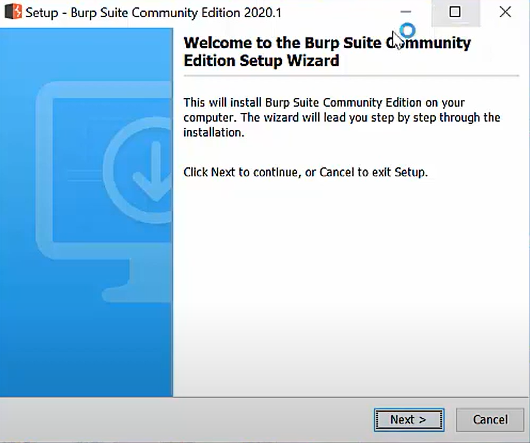 Setup - Burp Suite Community Edition 2020.1
Welcome to the Burp Suite Community
Edition Setup Wizard
This will install Burp Suite Community Edition on your
computer. The wizard will lead you step by step through the
installation.
Click Next to continue, or Cancel to exit Setup.
Next >
Cancel